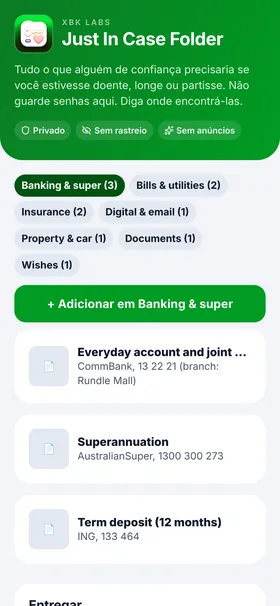 XBK LABS
Just In Case Folder
Tudo o que alguém de confiança precisaria se
você estivesse doente, longe ou partisse. Não
guarde senhas aqui. Diga onde encontrá-las.
Privado
Sem rastreio
Sem anúncios
Banking & super (3)
Bills & utilities (2)
Insurance (2)
Digital & email (1)
Property & car (1)
Documents (1)
Wishes (1)
+ Adicionar em Banking & super
Everyday account and joint ...
CommBank, 13 22 21 (branch:
Rundle Mall)
Superannuation
AustralianSuper, 1300 300 273
Term deposit (12 months)
ING, 133 464
Entregar